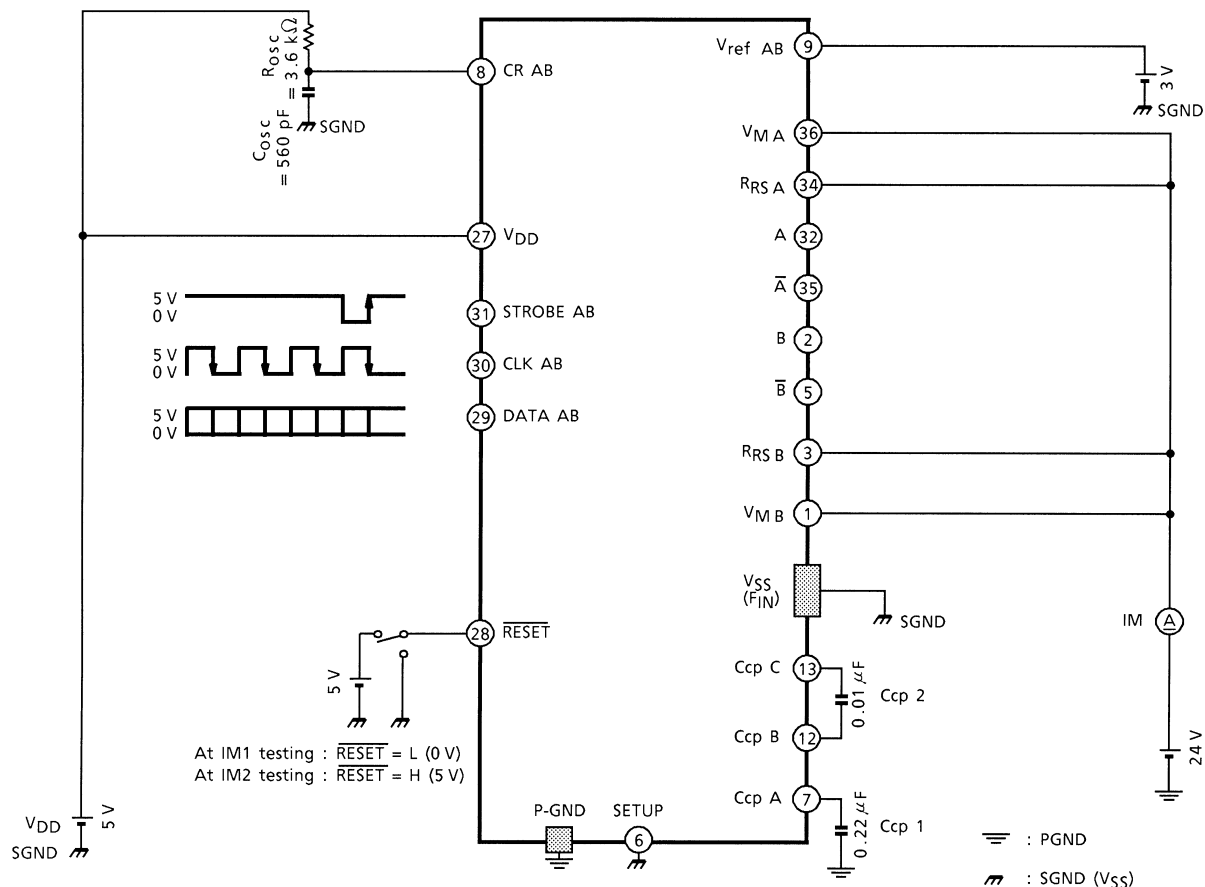 Rosc
= 3.6 kΩ
Cosc
= 560 pF
SGND
8 CR AB
Vref AB 9
3 V
SGND
VM A 36
RRS A 34
27 VDD
A 32
A̅ 35
5 V
0 V
31 STROBE AB
B 2
5 V
0 V
30 CLK AB
B̅ 5
5 V
0 V
29 DATA AB
RRS B 3
VM B 1
VSS
(FIN)
SGND
IM A
28 R̅E̅S̅E̅T̅
5 V
Ccp C 13
0.01 μF
Ccp 2
Ccp B 12
24 V
At IM1 testing : R̅E̅S̅E̅T̅ = L (0 V)
At IM2 testing : R̅E̅S̅E̅T̅ = H (5 V)
Ccp A 7
0.22 μF
Ccp 1
P-GND
SETUP
6
VDD
5 V
SGND
: PGND
: SGND (VSS)